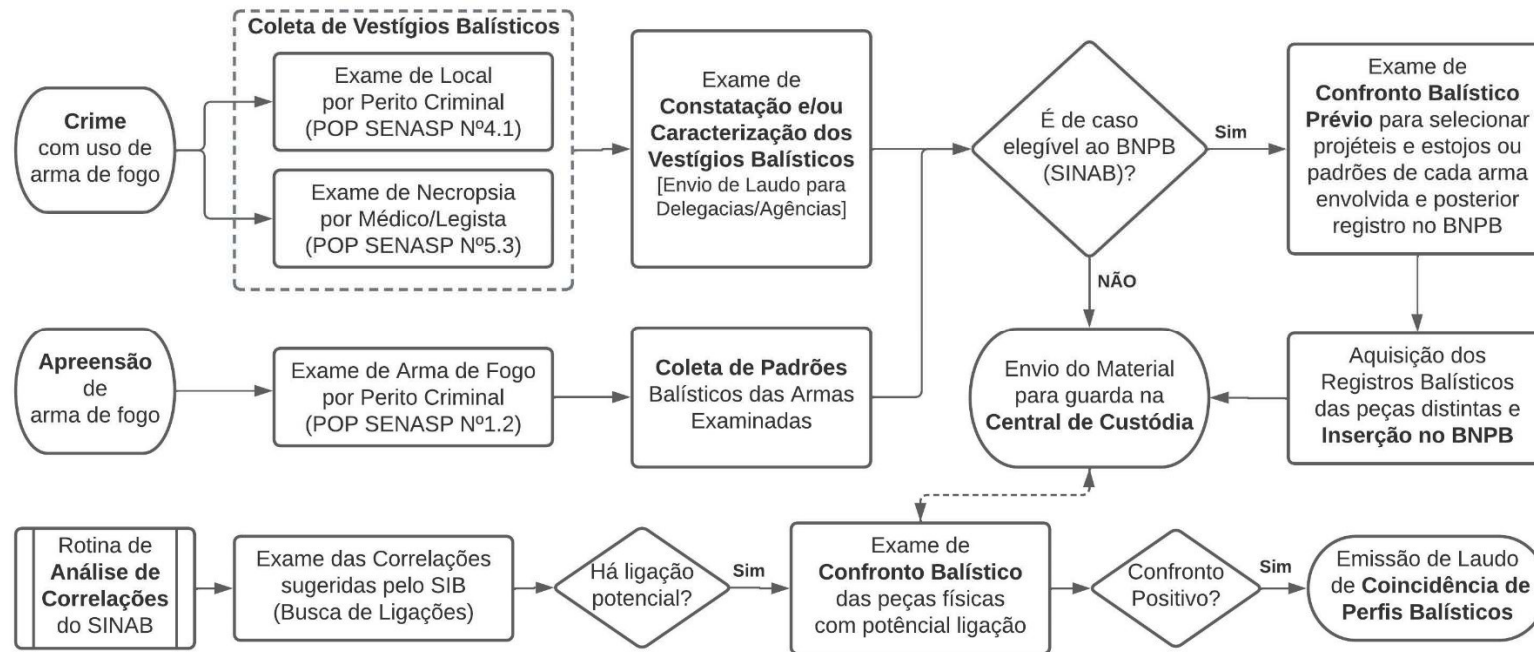 Coleta de Vestígios Balísticos
Crime
com uso de
arma de fogo
Exame de Local
por Perito Criminal
(POP SENASP Nº4.1)
Exame de Necropsia
por Médico/Legista
(POP SENASP Nº5.3)
Exame de
Constatação e/ou
Caracterização dos
Vestígios Balísticos
[Envio de Laudo para
Delegacias/Agências]
É de caso
elegível ao BNPB
(SINAB)?
Sim
NÃO
Exame de
Confronto Balístico
Prévio para selecionar
projéteis e estojos ou
padrões de cada arma
envolvida e posterior
registro no BNPB
Apreensão
de
arma de fogo
Exame de Arma de Fogo
por Perito Criminal
(POP SENASP Nº1.2)
Coleta de Padrões
Balísticos das Armas
Examinadas
Envio do Material
para guarda na
Central de Custódia
Aquisição dos
Registros Balísticos
das peças distintas e
Inserção no BNPB
Rotina de
Análise de
Correlações
do SINAB
Exame das Correlações
sugeridas pelo SIB
(Busca de Ligações)
Há ligação
potencial?
Sim
Exame de
Confronto Balístico
das peças físicas
com potêncial ligação
Confronto
Positivo?
Sim
Emissão de Laudo
de Coincidência de
Perfis Balísticos